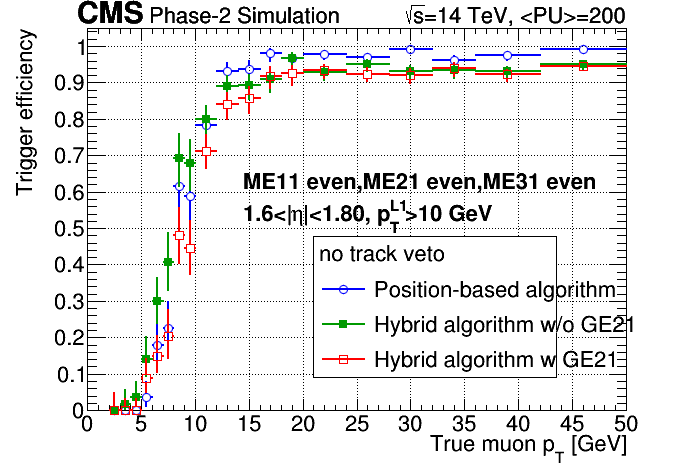 CMS Phase-2 Simulation √s=14 TeV, <PU>=200
Trigger efficiency
1
0.9
0.8
0.7
0.6
0.5
0.4
0.3
0.2
0.1
0
ME11 even,ME21 even,ME31 even
1.6<|η|<1.80, p_T^L1>10 GeV
no track veto
Position-based algorithm
Hybrid algorithm w/o GE21
Hybrid algorithm w GE21
0 5 10 15 20 25 30 35 40 45 50
True muon p_T [GeV]